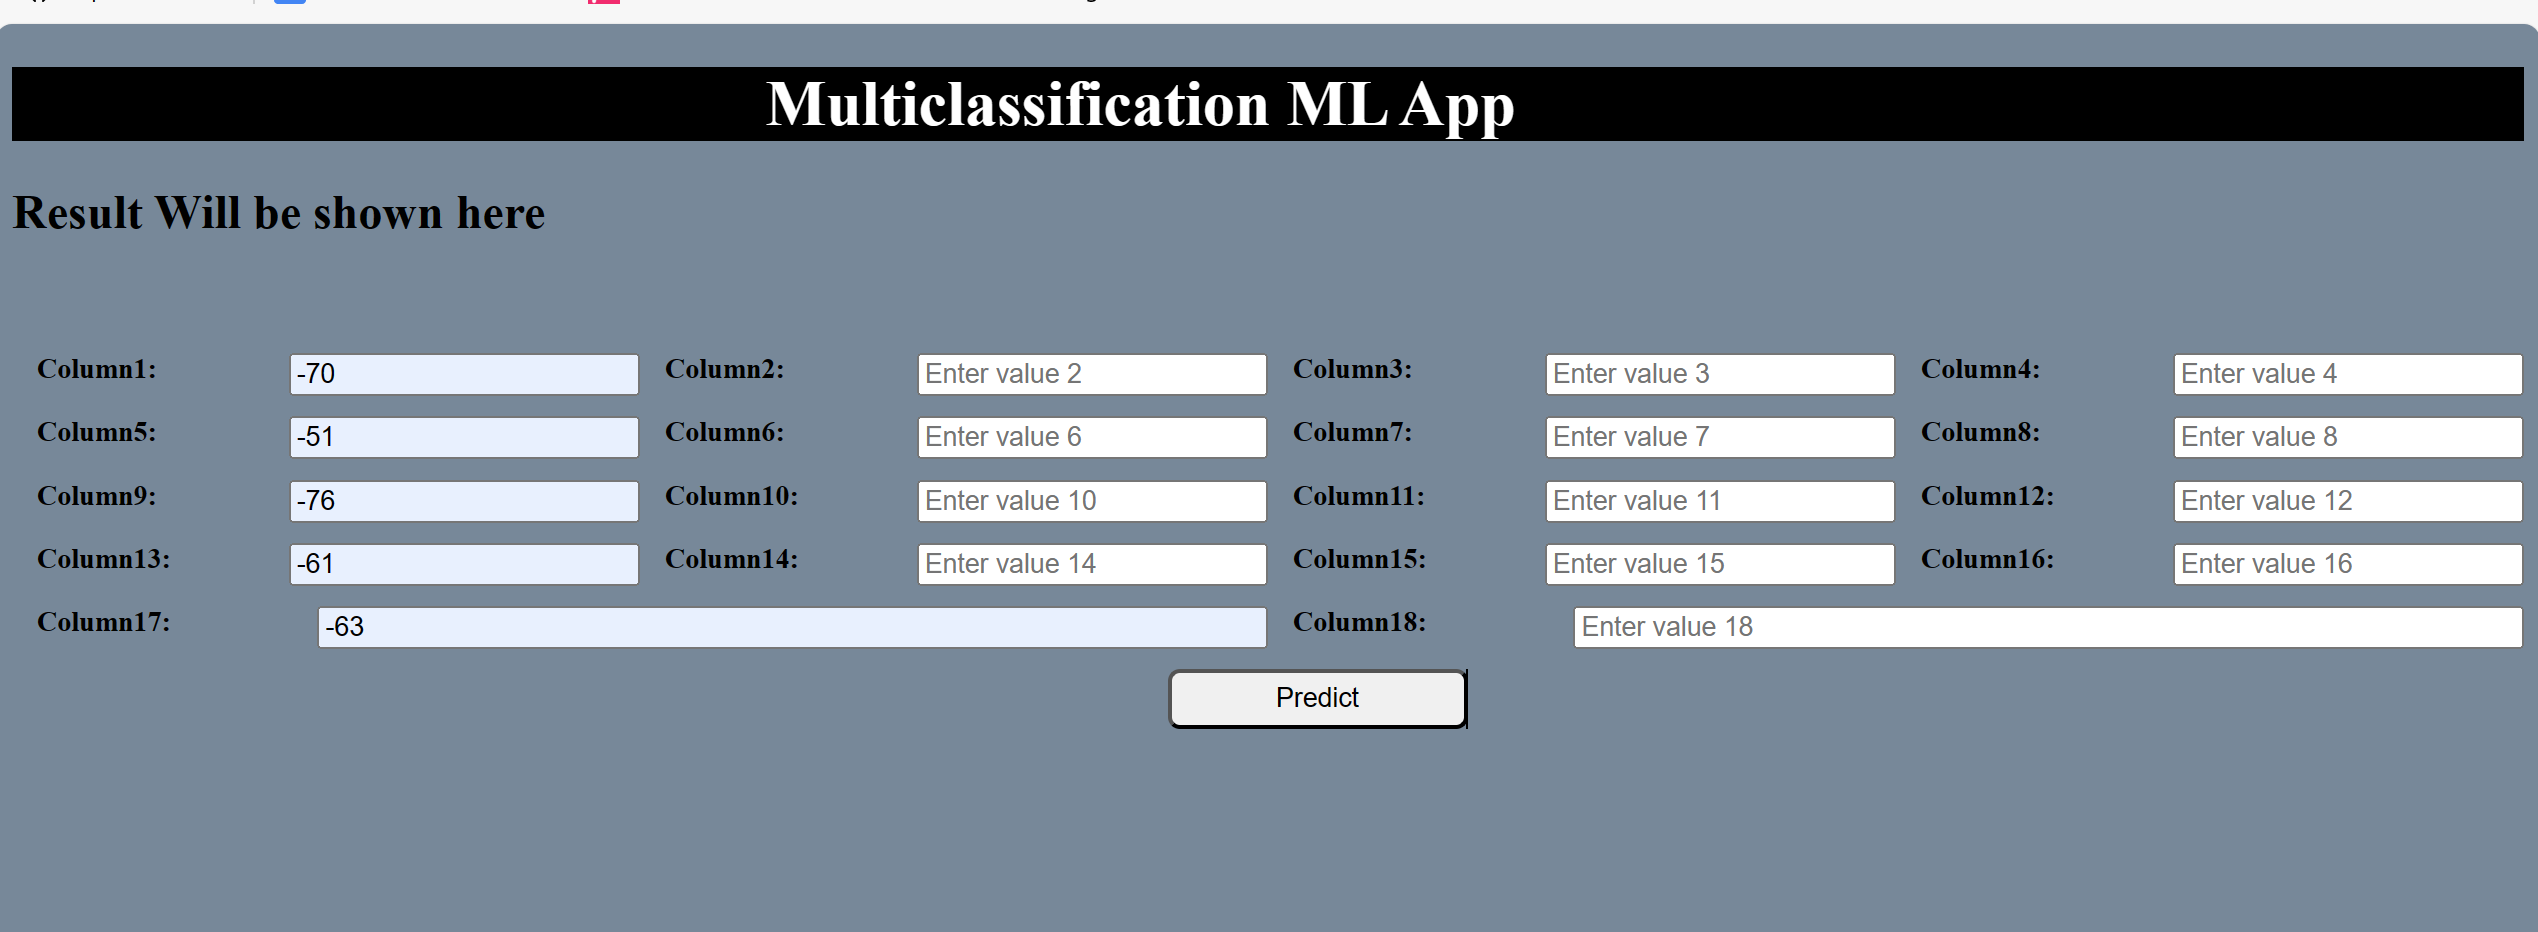 Multiclassification ML App
Result Will be shown here
Column1: -70 Column2: Enter value 2 Column3: Enter value 3 Column4: Enter value 4
Column5: -51 Column6: Enter value 6 Column7: Enter value 7 Column8: Enter value 8
Column9: -76 Column10: Enter value 10 Column11: Enter value 11 Column12: Enter value 12
Column13: -61 Column14: Enter value 14 Column15: Enter value 15 Column16: Enter value 16
Column17: -63 Column18: Enter value 18
Predict